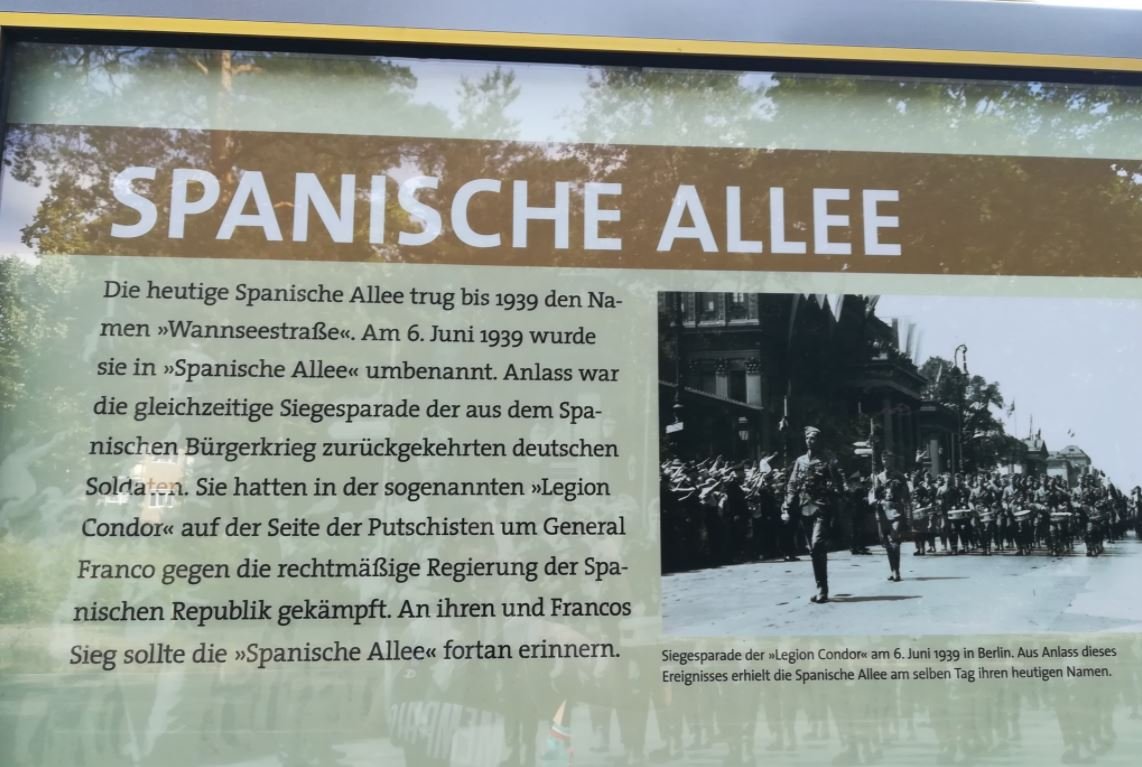 SPANISCHE ALLEE
Die heutige Spanische Allee trug bis 1939 den Na-
men »Wannseestraße«. Am 6. Juni 1939 wurde
sie in »Spanische Allee« umbenannt. Anlass war
die gleichzeitige Siegesparade der aus dem Spa-
nischen Bürgerkrieg zurückgekehrten deutschen
Soldaten. Sie hatten in der sogenannten »Legion
Condor« auf der Seite der Putschisten um General
Franco gegen die rechtmäßige Regierung der Spa-
nischen Republik gekämpft. An ihren und Francos
Sieg sollte die »Spanische Allee« fortan erinnern.
Siegesparade der »Legion Condor« am 6. Juni 1939 in Berlin. Aus Anlass dieses
Ereignisses erhielt die Spanische Allee am selben Tag ihren heutigen Namen.